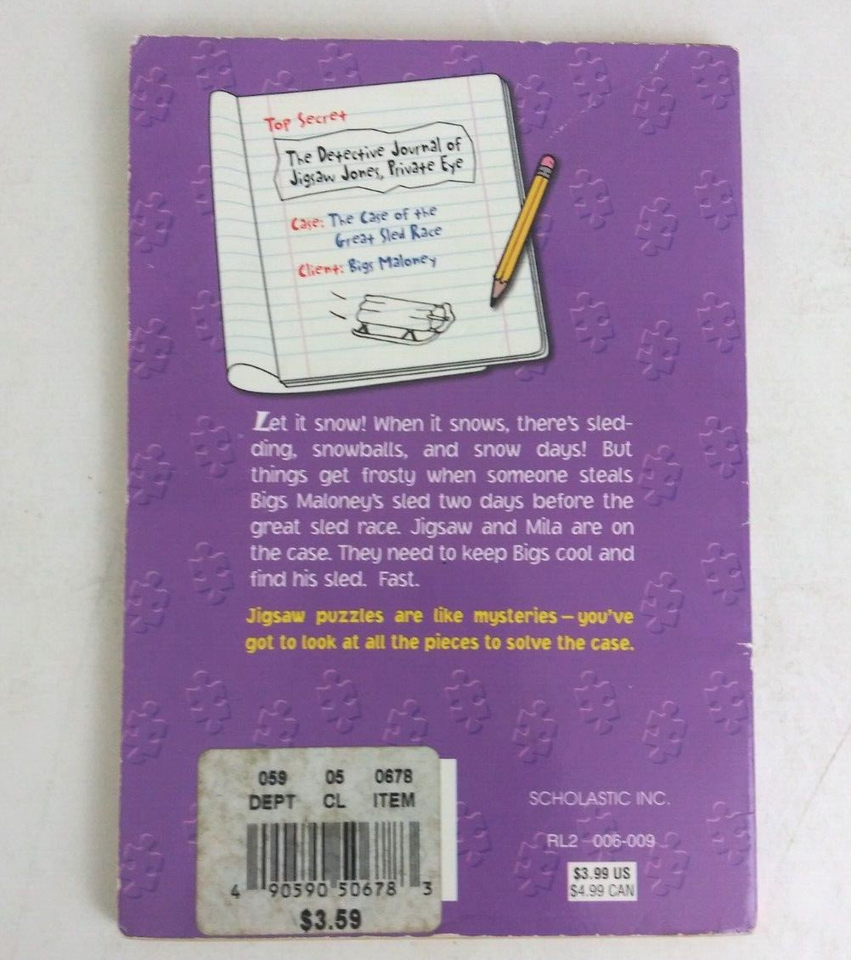 Top Secret
The Detective Journal of
Jigsaw Jones, Private Eye
Case: The Case of the
Great Sled Race
Client: Bigs Maloney
Let it snow! When it snows, there's sled-
ding, snowballs, and snow days! But
things get frosty when someone steals
Bigs Maloney's sled two days before the
great sled race. Jigsaw and Mila are on
the case. They need to keep Bigs cool and
find his sled. Fast.
Jigsaw puzzles are like mysteries—you've
got to look at all the pieces to solve the case.
059 05 0678
DEPT CL ITEM
4 90590 50678 3
$3.59
SCHOLASTIC INC.
RL2 006-009
$3.99 US
$4.99 CAN